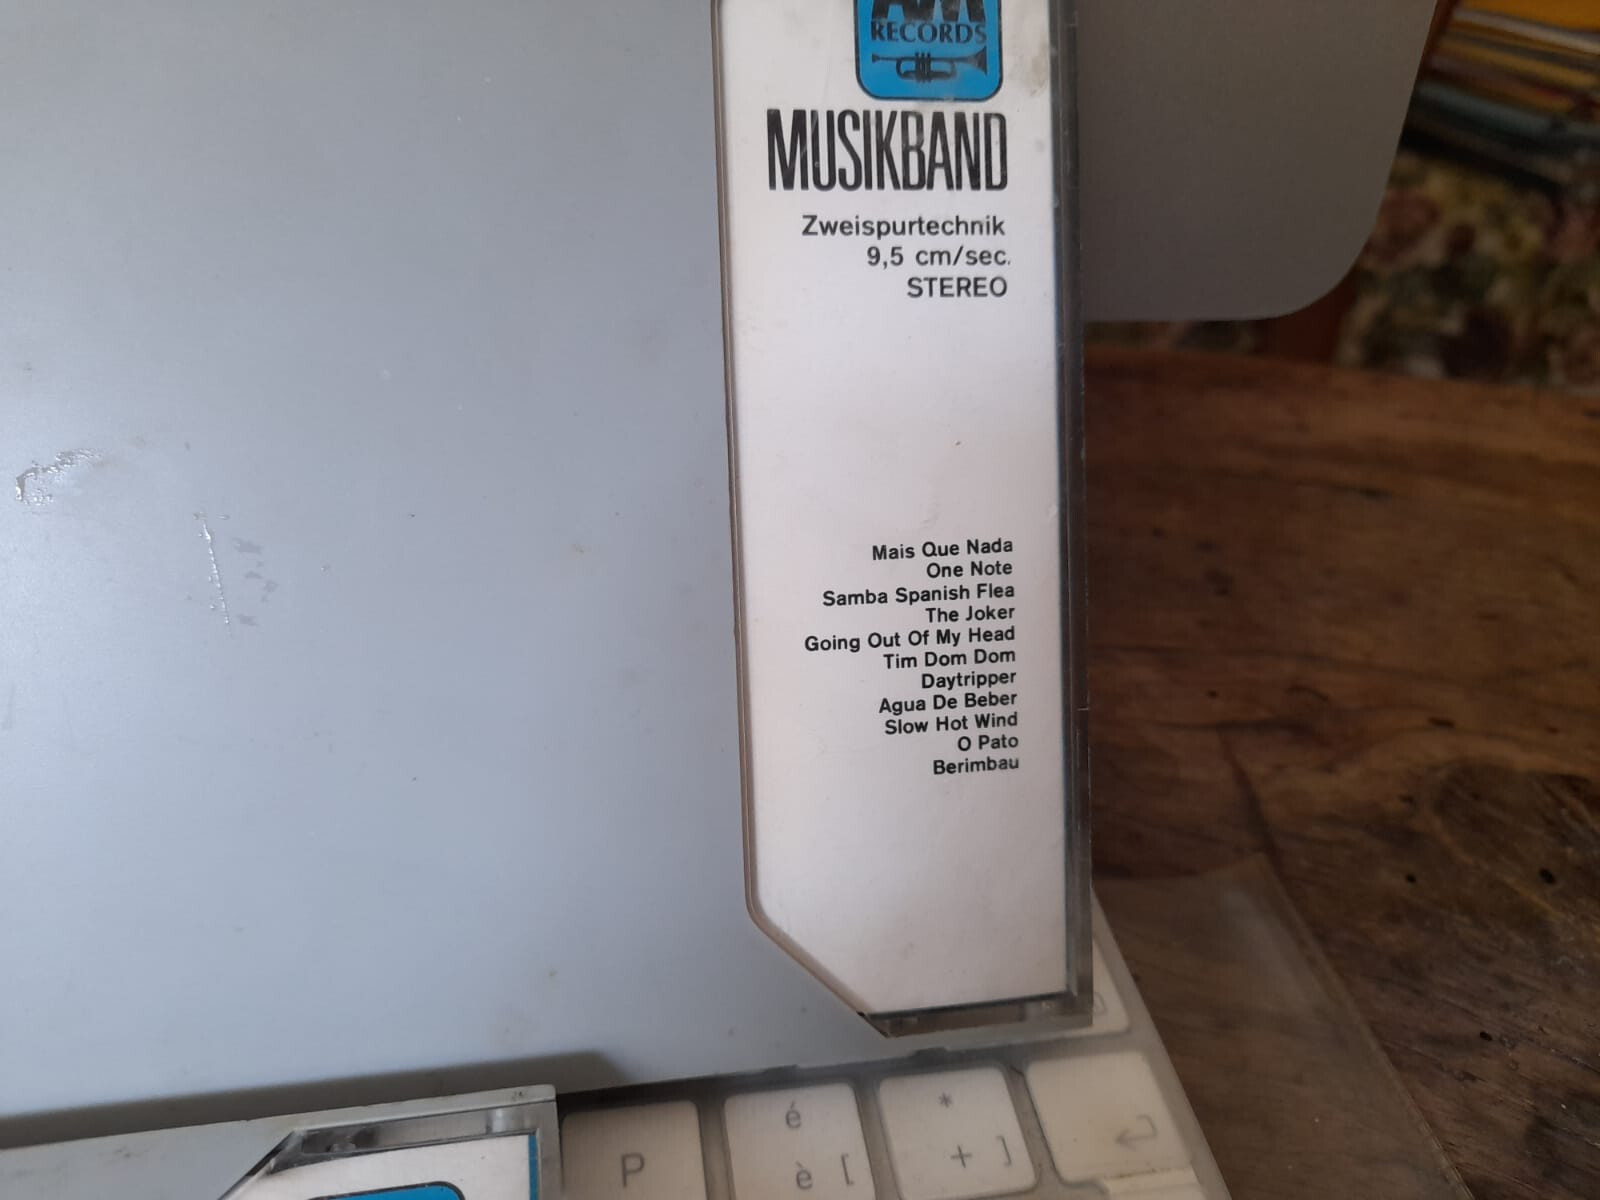 RECORDS
MUSIKBAND
Zweispurtechnik
9,5 cm/sec.
STEREO
Mais Que Nada
One Note
Samba Spanish Flea
The Joker
Going Out Of My Head
Tim Dom Dom
Daytripper
Agua De Beber
Slow Hot Wind
O Pato
Berimbau
é *
P è [ + ]